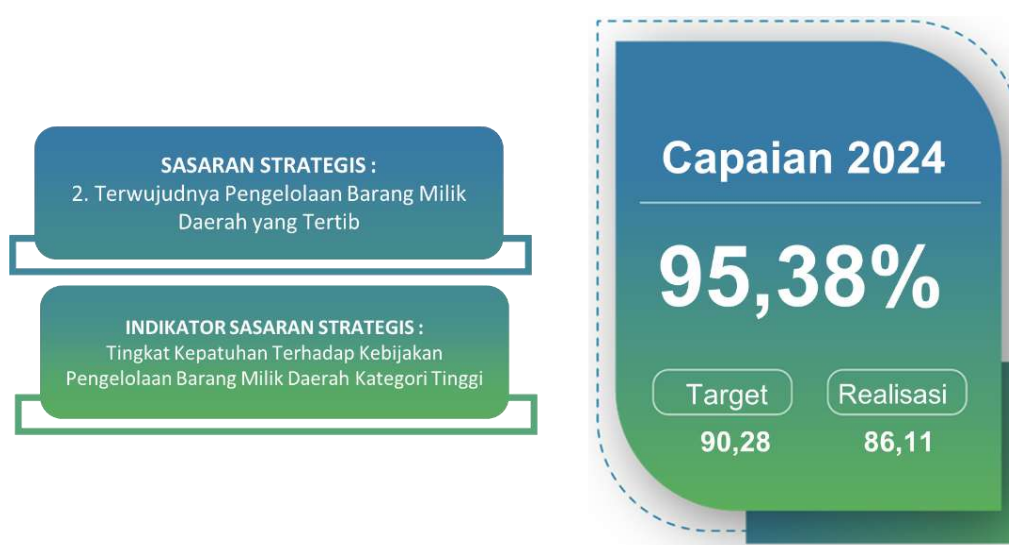 SASARAN STRATEGIS :
2. Terwujudnya Pengelolaan Barang Milik
Daerah yang Tertib
INDIKATOR SASARAN STRATEGIS :
Tingkat Kepatuhan Terhadap Kebijakan
Pengelolaan Barang Milik Daerah Kategori Tinggi
Capaian 2024
95,38%
Target Realisasi
90,28 86,11